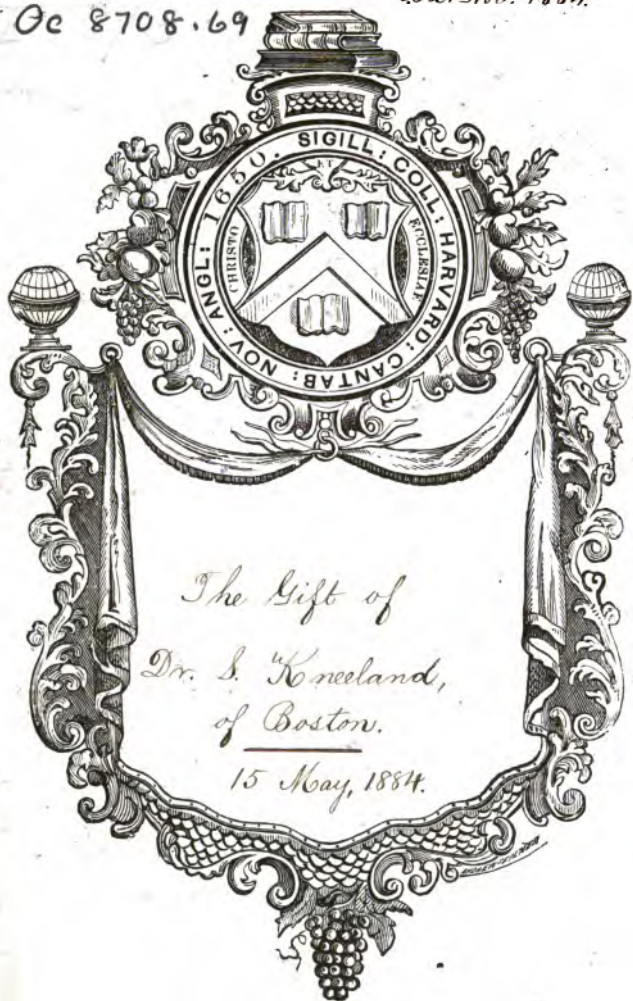 Oc 8708.69
1884.
SIGILL: COLL: HARVARD: CANTAB: NOV: ANGL: 1650.
ET
CHRISTO
ECCLESIAE
The Gift of
Dr. S. Kneeland,
of Boston.
15 May, 1884.